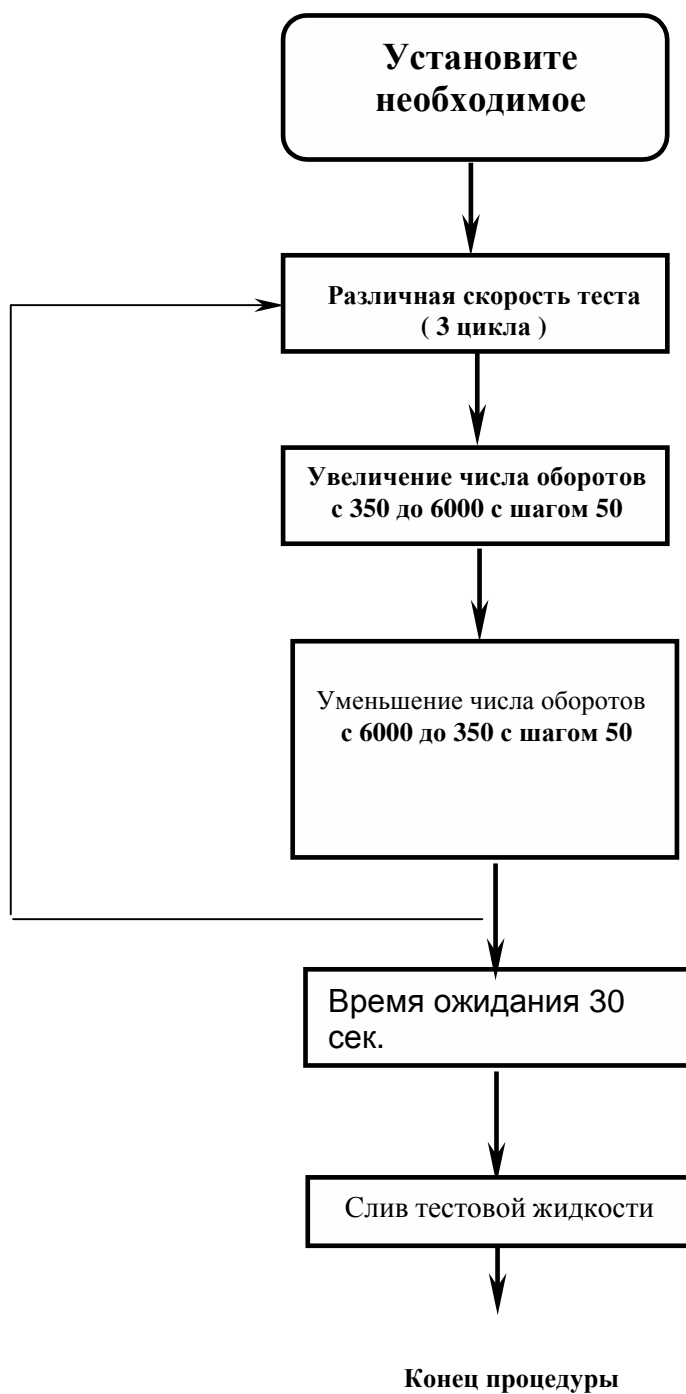 Установите
необходимое
Различная скорость теста
( 3 цикла )
Увеличение числа оборотов
с 350 до 6000 с шагом 50
Уменьшение числа оборотов
с 6000 до 350 с шагом 50
Время ожидания 30
сек.
Слив тестовой жидкости
Конец процедуры